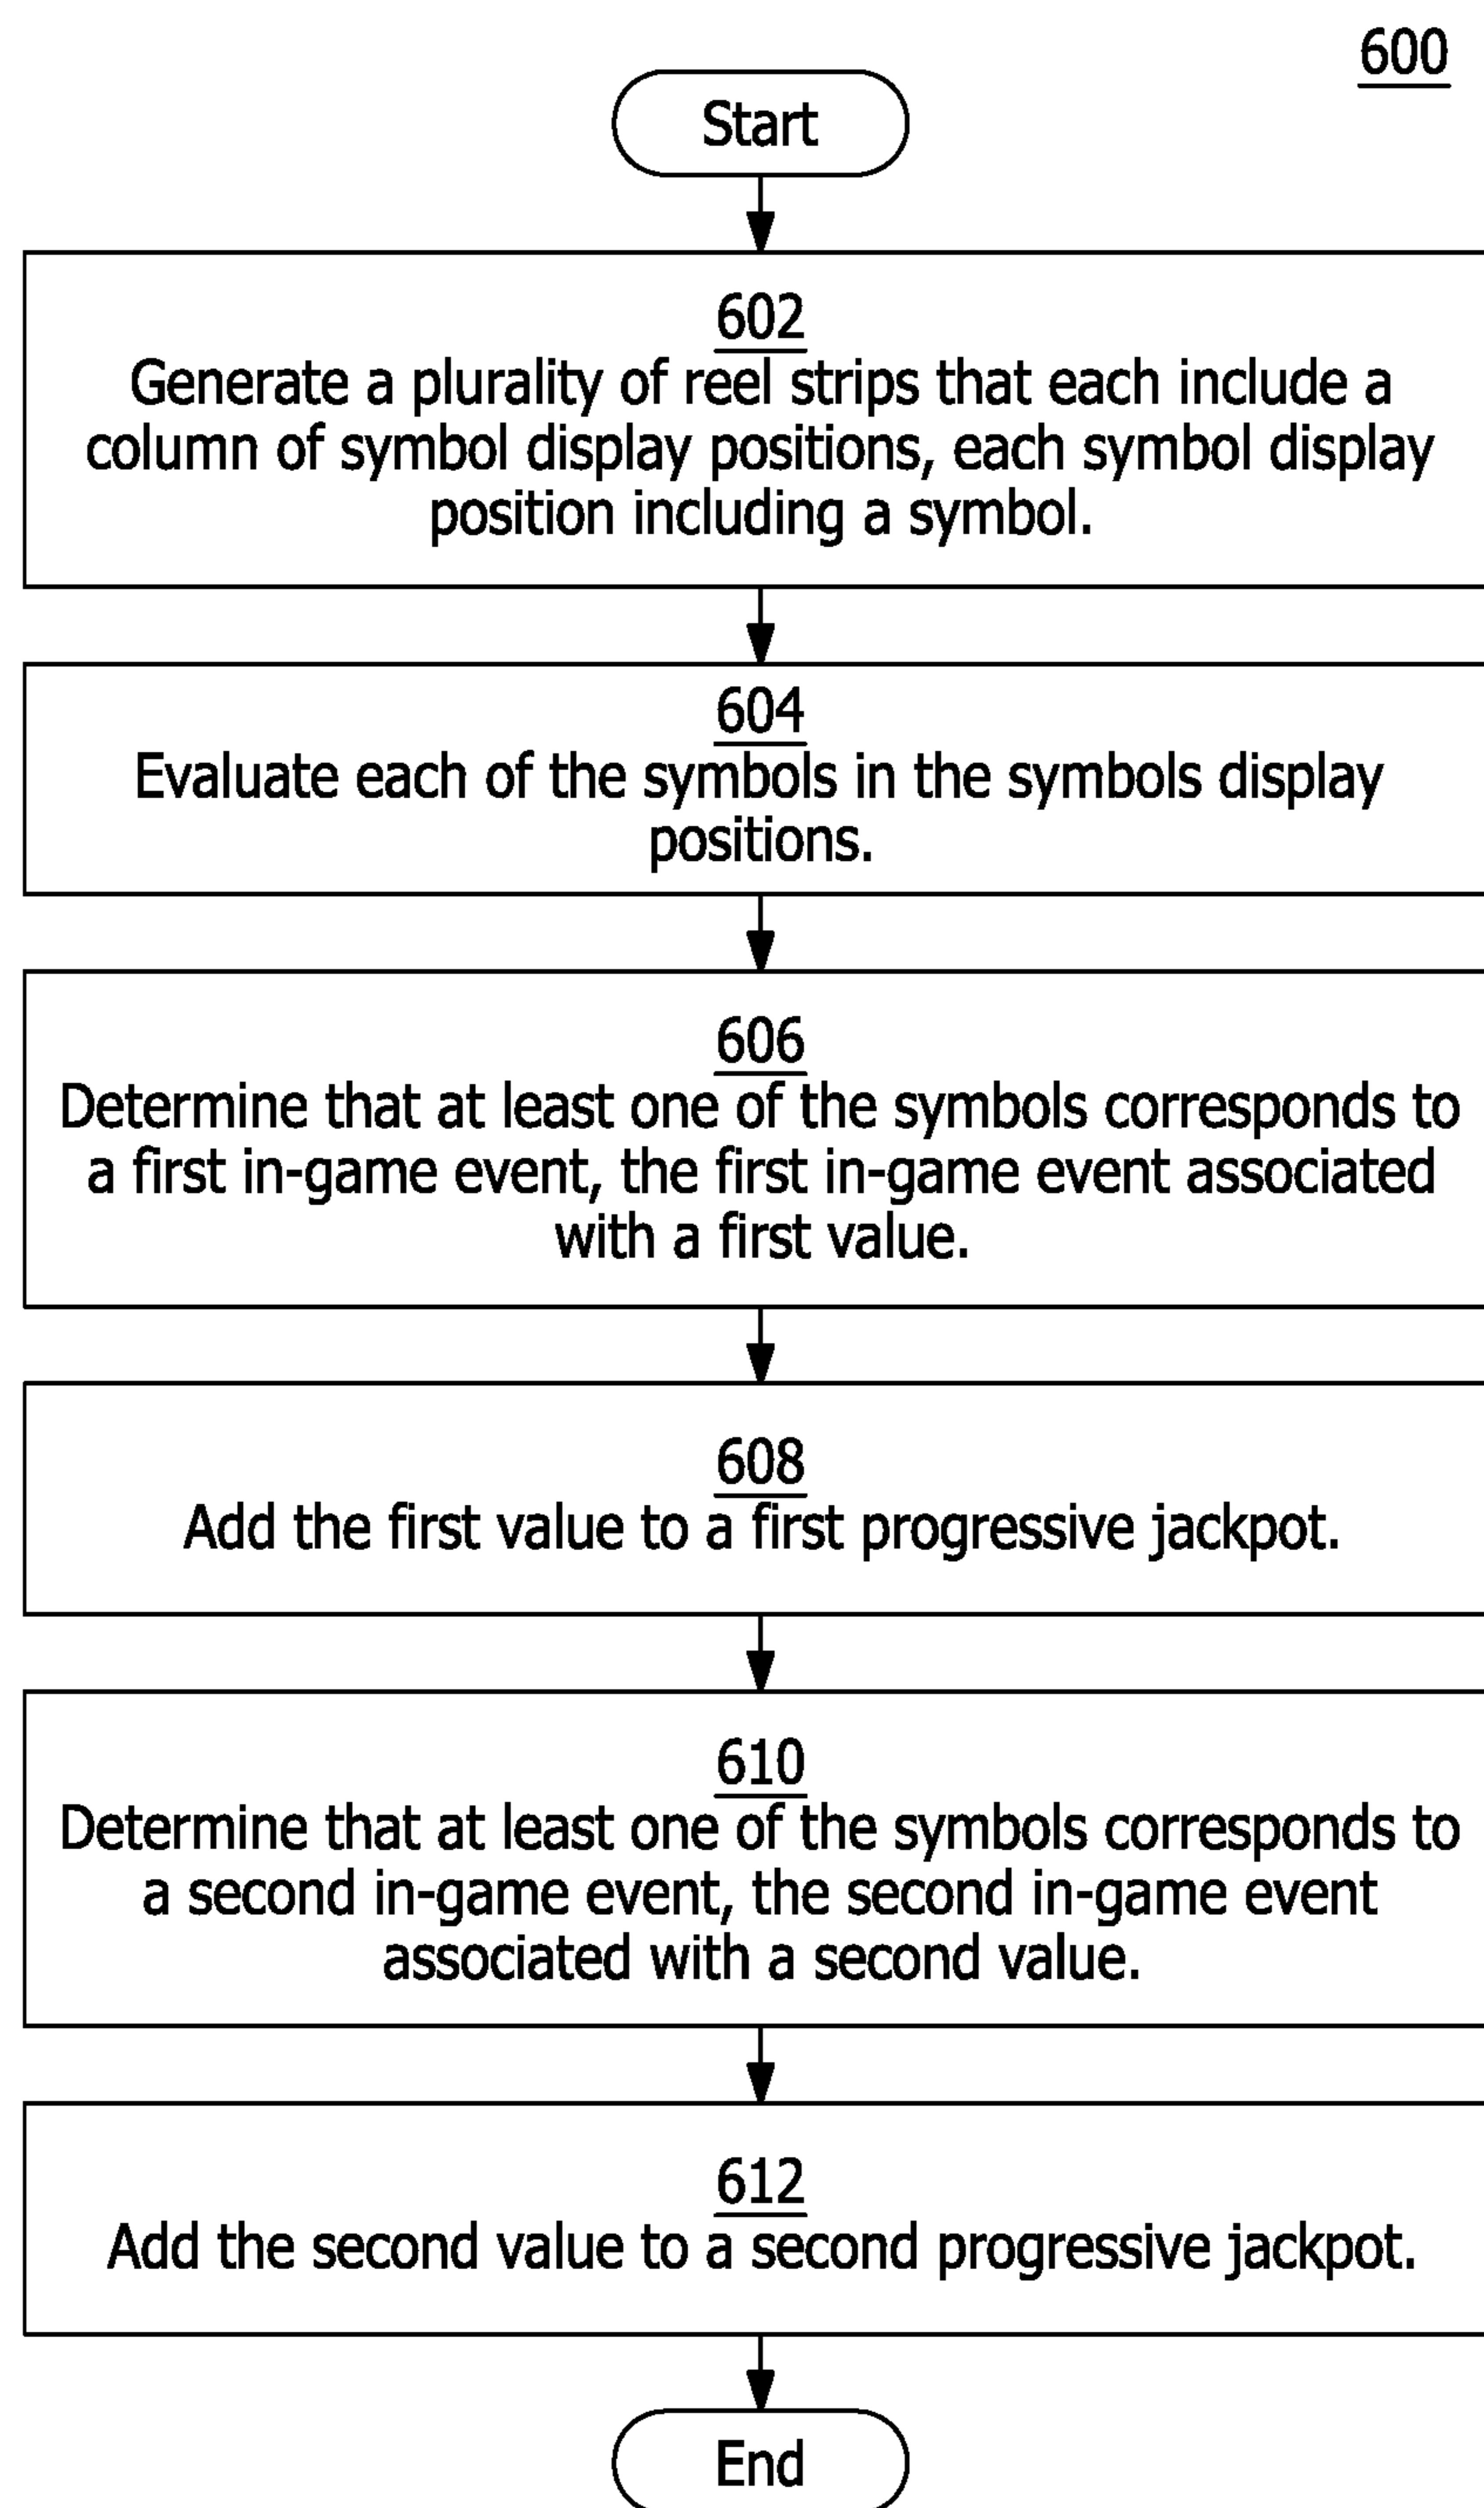 600
Start
602
Generate a plurality of reel strips that each include a
column of symbol display positions, each symbol display
position including a symbol.
604
Evaluate each of the symbols in the symbols display
positions.
606
Determine that at least one of the symbols corresponds to
a first in-game event, the first in-game event associated
with a first value.
608
Add the first value to a first progressive jackpot.
610
Determine that at least one of the symbols corresponds to
a second in-game event, the second in-game event
associated with a second value.
612
Add the second value to a second progressive jackpot.
End